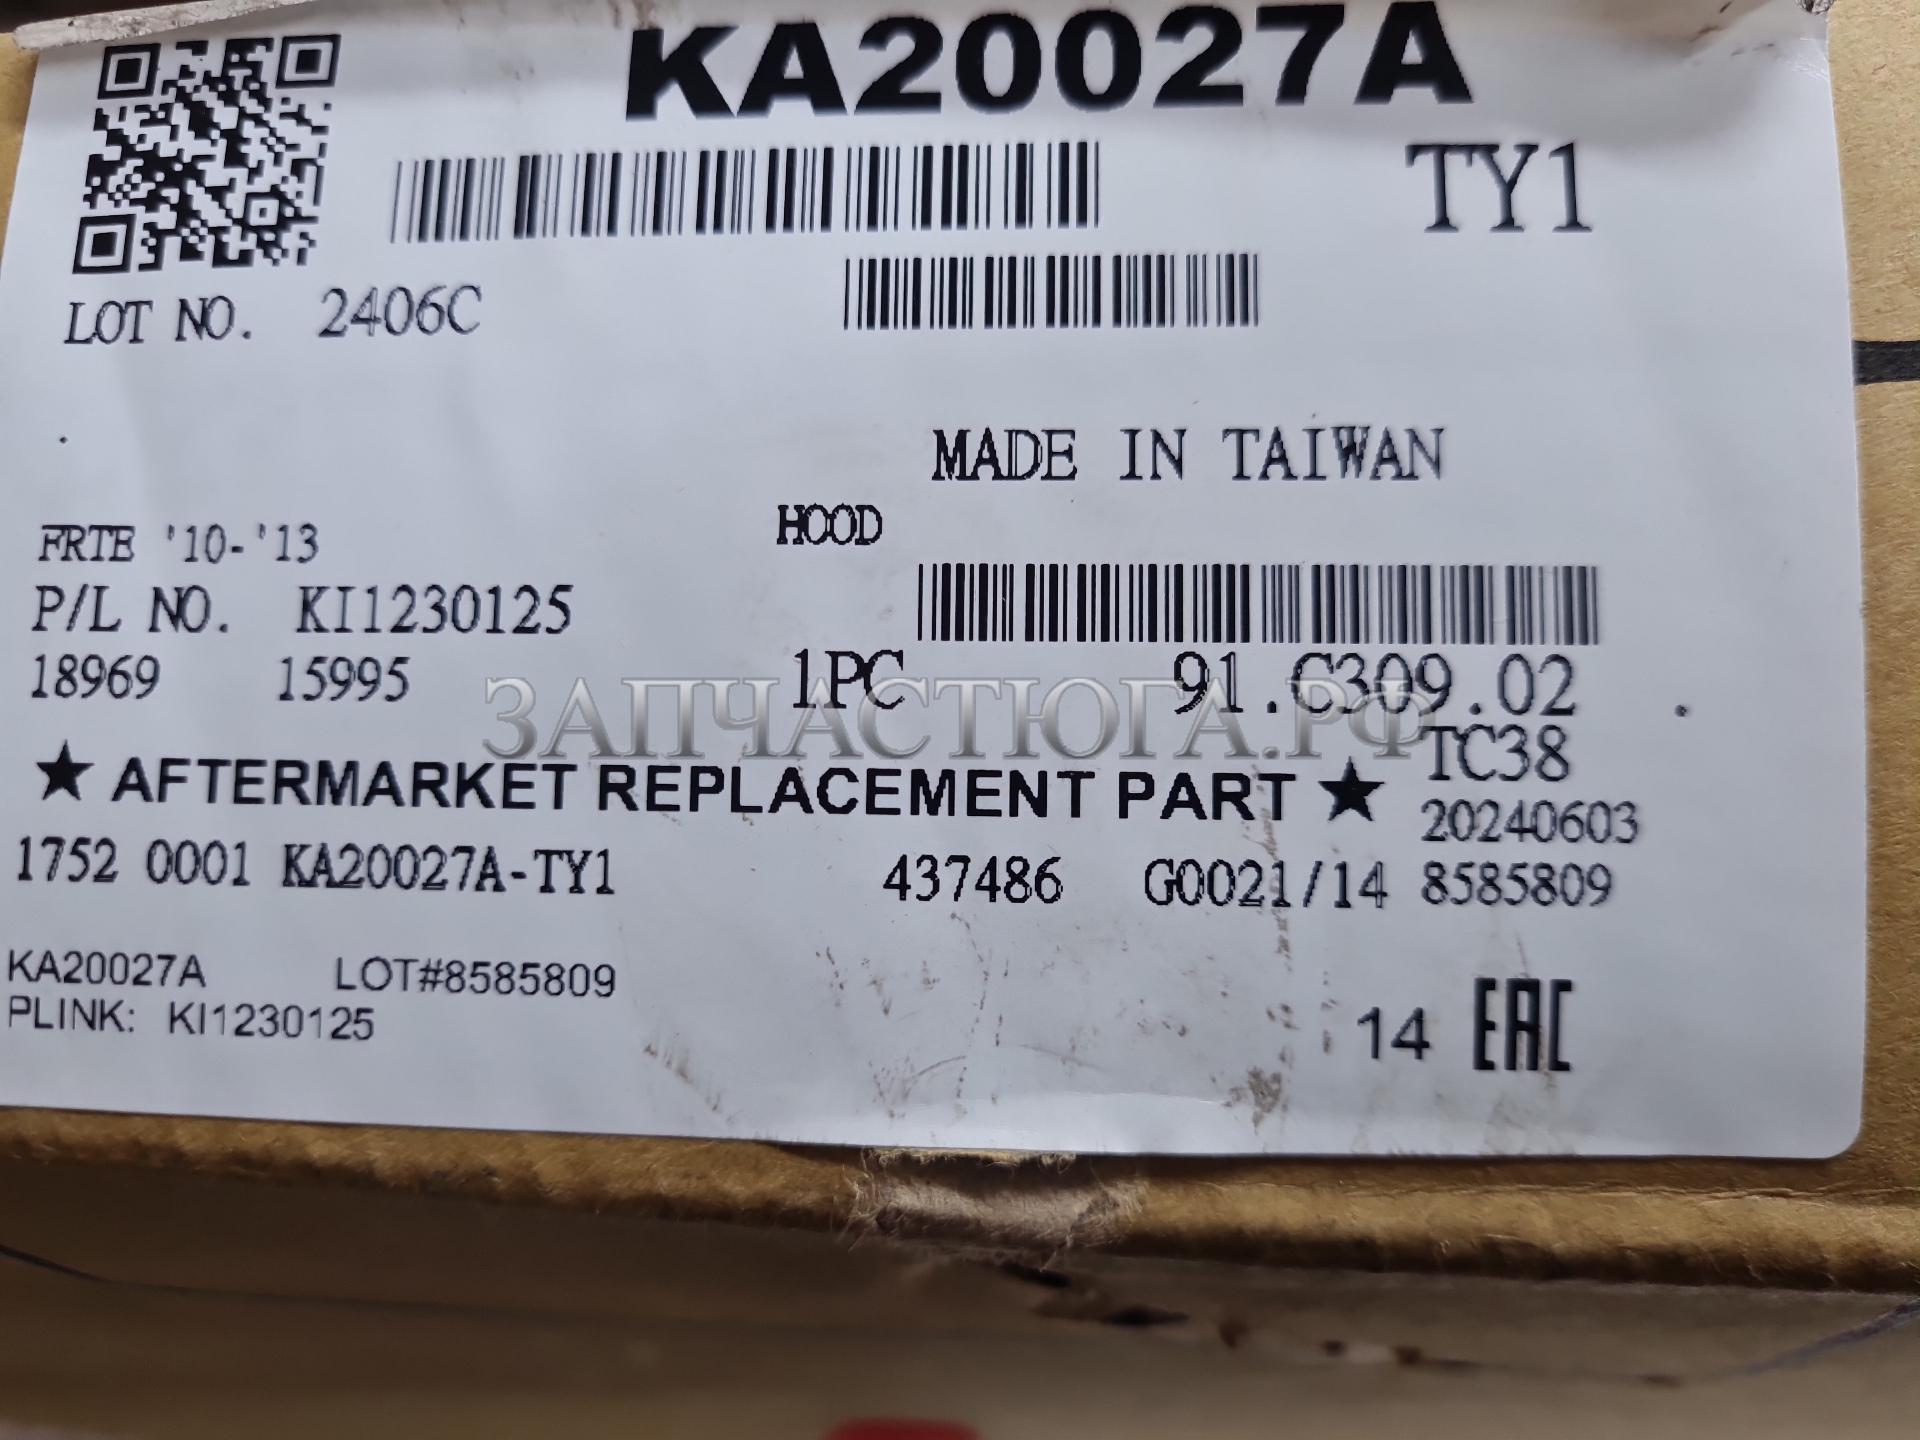 KA20027A
TY1
LOT NO. 2406C
MADE IN TAIWAN
HOOD
FRTE '10-'13
P/L NO. KI1230125
18969 15995 1PC 91.C309.02
ЗАПЧАСТЮГА.РФ
TC38
★ AFTERMARKET REPLACEMENT PART ★
20240603
1752 0001 KA20027A-TY1 437486 G0021/14 8585809
KA20027A LOT#8585809
PLINK: KI1230125
14 EAC